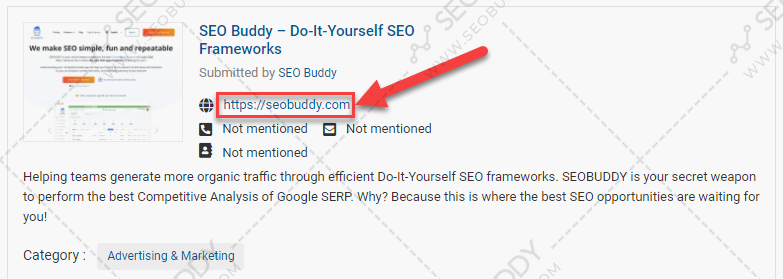 We make SEO simple, fun and repeatable
SEO Buddy – Do-It-Yourself SEO
Frameworks
Submitted by SEO Buddy
https://seobuddy.com
Not mentioned Not mentioned
Not mentioned
Helping teams generate more organic traffic through efficient Do-It-Yourself SEO frameworks. SEOBUDDY is your secret weapon
to perform the best Competitive Analysis of Google SERP. Why? Because this is where the best SEO opportunities are waiting for
you!
Category : Advertising & Marketing
SEOBUDDY
WWW.SEOBUDDY.COM